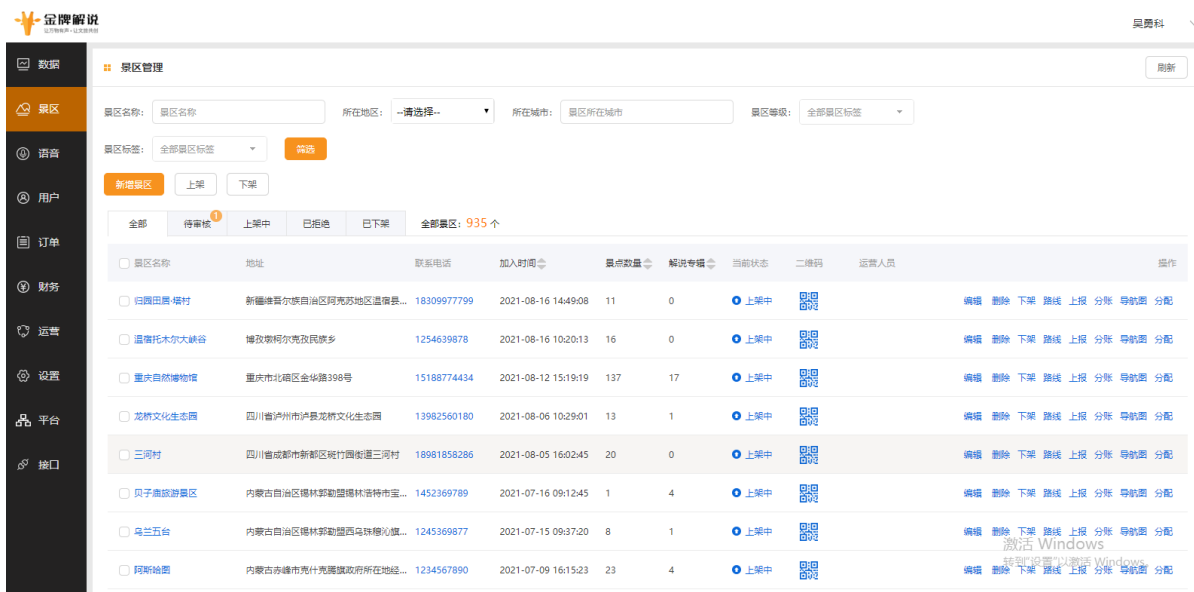 金牌解说
让万物有声·让文旅共创
吴勇科
数据
景区
语音
用户
订单
财务
运营
设置
平台
接口
景区管理
刷新
景区名称: 景区名称 所在地区: --请选择-- 所在城市: 景区所在城市 景区等级: 全部景区标签
景区标签: 全部景区标签 筛选
新增景区 上架 下架
全部 待审核 1 上架中 已拒绝 已下架 全部景区: 935 个
景区名称 地址 联系电话 加入时间 景点数量 解说专辑 当前状态 二维码 运营人员 操作
归园田居·塔村 新疆维吾尔族自治区阿克苏地区温宿县... 18309977799 2021-08-16 14:49:08 11 0 上架中 编辑 删除 下架 路线 上报 分账 导航图 分配
温宿托木尔大峡谷 博孜墩柯尔克孜民族乡 1254639878 2021-08-16 10:20:13 16 0 上架中 编辑 删除 下架 路线 上报 分账 导航图 分配
重庆自然博物馆 重庆市北碚区金华路398号 15188774434 2021-08-12 15:19:19 137 17 上架中 编辑 删除 下架 路线 上报 分账 导航图 分配
龙桥文化生态园 四川省泸州市泸县龙桥文化生态园 13982560180 2021-08-06 10:29:01 13 1 上架中 编辑 删除 下架 路线 上报 分账 导航图 分配
三河村 四川省成都市新都区斑竹园街道三河村 18981858286 2021-08-05 16:02:45 20 0 上架中 编辑 删除 下架 路线 上报 分账 导航图 分配
贝子庙旅游景区 内蒙古自治区锡林郭勒盟锡林浩特市宝... 1452369789 2021-07-16 09:12:45 1 4 上架中 编辑 删除 下架 路线 上报 分账 导航图 分配
乌兰五台 内蒙古自治区锡林郭勒盟西乌珠穆沁旗... 1245369877 2021-07-15 09:37:20 8 1 上架中 编辑 删除 下架 路线 上报 分账 导航图 分配
阿斯哈图 内蒙古赤峰市克什克腾旗政府所在地经... 1234567890 2021-07-09 16:15:23 23 4 上架中 编辑 删除 下架 路线 上报 分账 导航图 分配
激活 Windows
转到"设置"以激活 Windows。